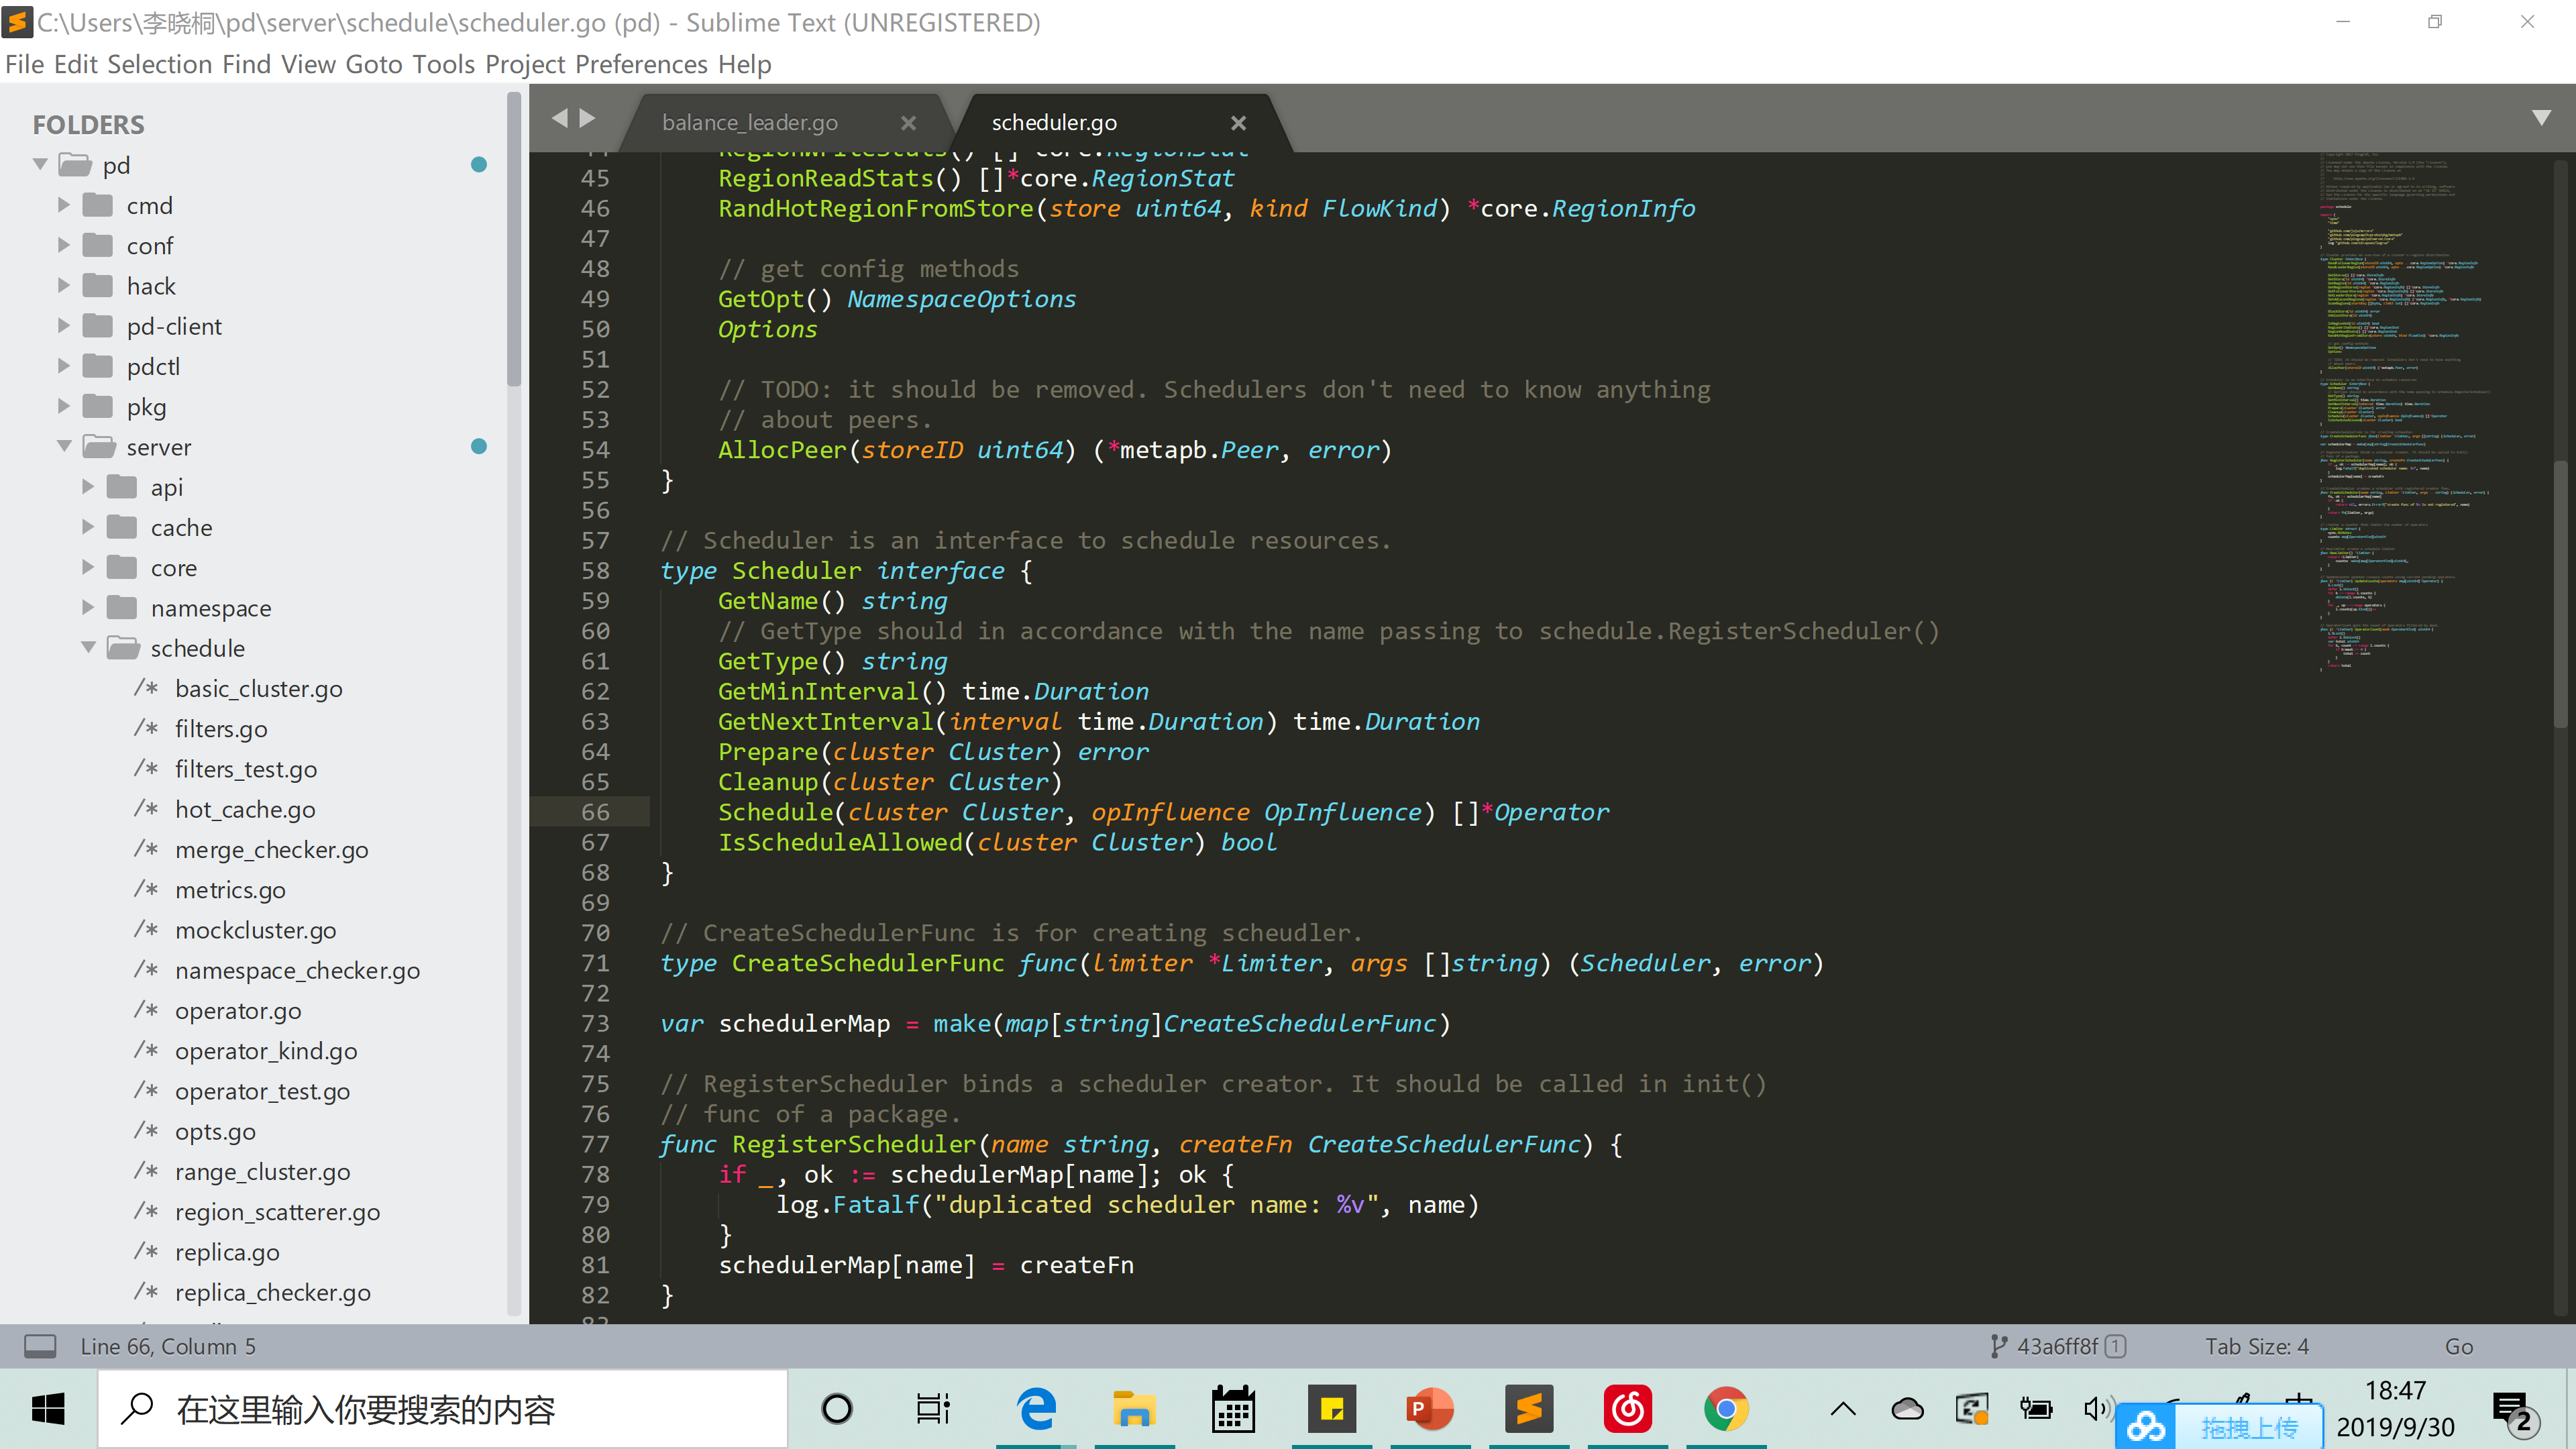 C:\Users\李晓桐\pd\server\schedule\scheduler.go (pd) - Sublime Text (UNREGISTERED)
File Edit Selection Find View Goto Tools Project Preferences Help
FOLDERS
pd
cmd
conf
hack
pd-client
pdctl
pkg
server
api
cache
core
namespace
schedule
/* basic_cluster.go
/* filters.go
/* filters_test.go
/* hot_cache.go
/* merge_checker.go
/* metrics.go
/* mockcluster.go
/* namespace_checker.go
/* operator.go
/* operator_kind.go
/* operator_test.go
/* opts.go
/* range_cluster.go
/* region_scatterer.go
/* replica.go
/* replica_checker.go
balance_leader.go
scheduler.go
44 RegionWriteStats() []*core.RegionStat
45 RegionReadStats() []*core.RegionStat
46 RandHotRegionFromStore(store uint64, kind FlowKind) *core.RegionInfo
47
48 // get config methods
49 GetOpt() NamespaceOptions
50 Options
51
52 // TODO: it should be removed. Schedulers don't need to know anything
53 // about peers.
54 AllocPeer(storeID uint64) (*metapb.Peer, error)
55 }
56
57 // Scheduler is an interface to schedule resources.
58 type Scheduler interface {
59 GetName() string
60 // GetType should in accordance with the name passing to schedule.RegisterScheduler()
61 GetType() string
62 GetMinInterval() time.Duration
63 GetNextInterval(interval time.Duration) time.Duration
64 Prepare(cluster Cluster) error
65 Cleanup(cluster Cluster)
66 Schedule(cluster Cluster, opInfluence OpInfluence) []*Operator
67 IsScheduleAllowed(cluster Cluster) bool
68 }
69
70 // CreateSchedulerFunc is for creating scheudler.
71 type CreateSchedulerFunc func(limiter *Limiter, args []string) (Scheduler, error)
72
73 var schedulerMap = make(map[string]CreateSchedulerFunc)
74
75 // RegisterScheduler binds a scheduler creator. It should be called in init()
76 // func of a package.
77 func RegisterScheduler(name string, createFn CreateSchedulerFunc) {
78 if _, ok := schedulerMap[name]; ok {
79 log.Fatalf("duplicated scheduler name: %v", name)
80 }
81 schedulerMap[name] = createFn
82 }
83
Line 66, Column 5
43a6ff8f 1
Tab Size: 4
Go
在这里输入你要搜索的内容
拖拽上传
18:47
2019/9/30
2